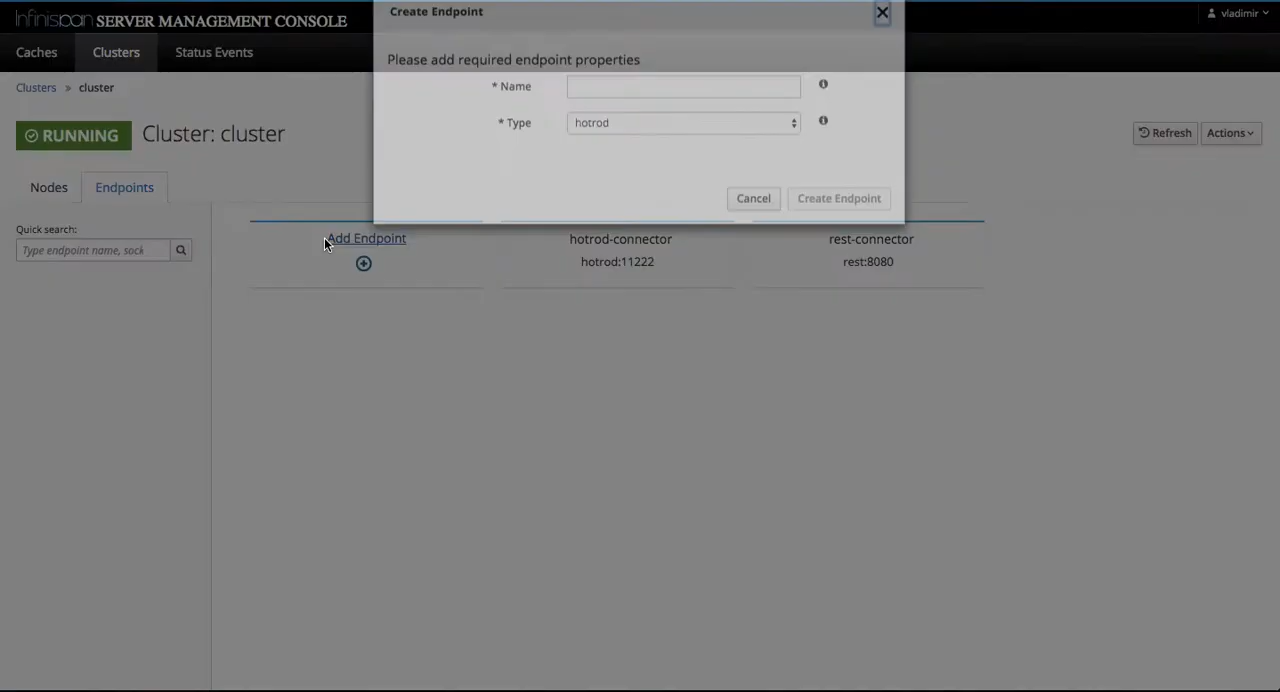 Infinispan SERVER MANAGEMENT CONSOLE
vladimir
Caches Clusters Status Events
Create Endpoint
Please add required endpoint properties
* Name
* Type hotrod
Cancel Create Endpoint
Clusters » cluster
RUNNING Cluster: cluster
Refresh Actions
Nodes Endpoints
Quick search:
Type endpoint name, sock
Add Endpoint
hotrod-connector
hotrod:11222
rest-connector
rest:8080